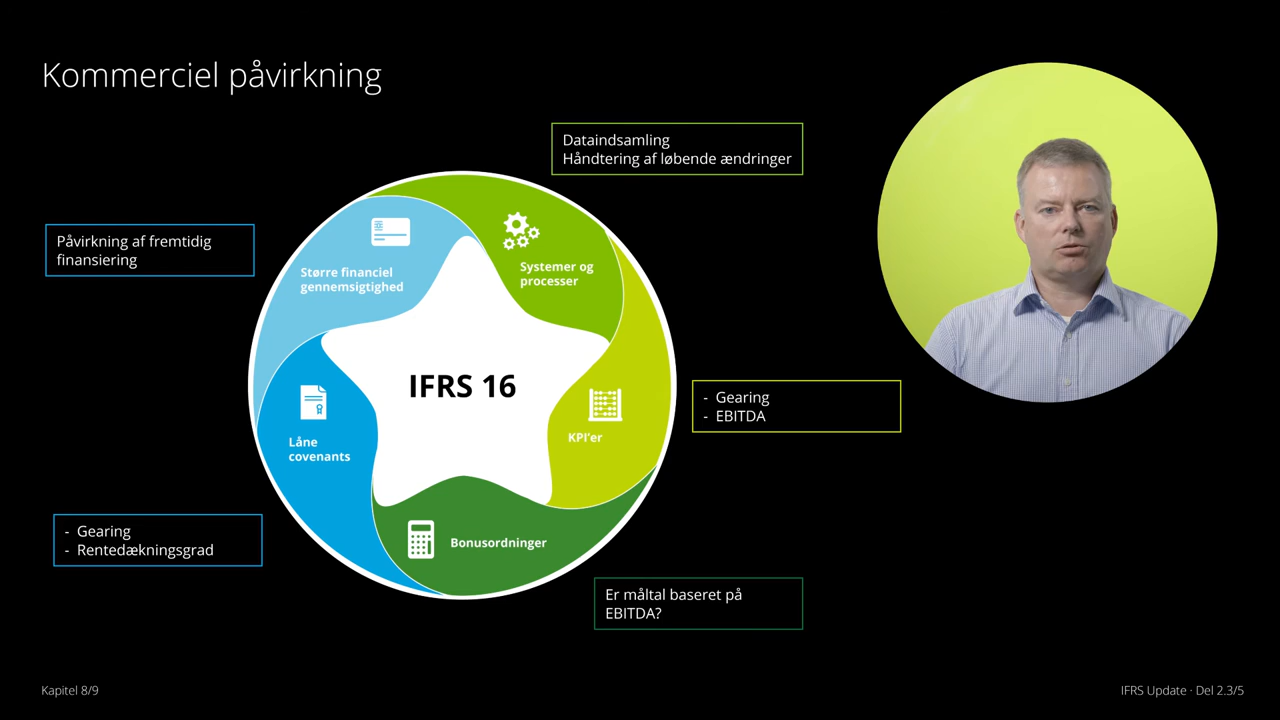 Kommerciel påvirkning
Dataindsamling
Håndtering af løbende ændringer
Påvirkning af fremtidig
finansiering
Større financiel
gennemsigtighed
Systemer og
processer
IFRS 16
- Gearing
- EBITDA
KPI'er
Låne
covenants
- Gearing
- Rentedækningsgrad
Bonusordninger
Er måltal baseret på
EBITDA?
Kapitel 8/9
IFRS Update · Del 2.3/5